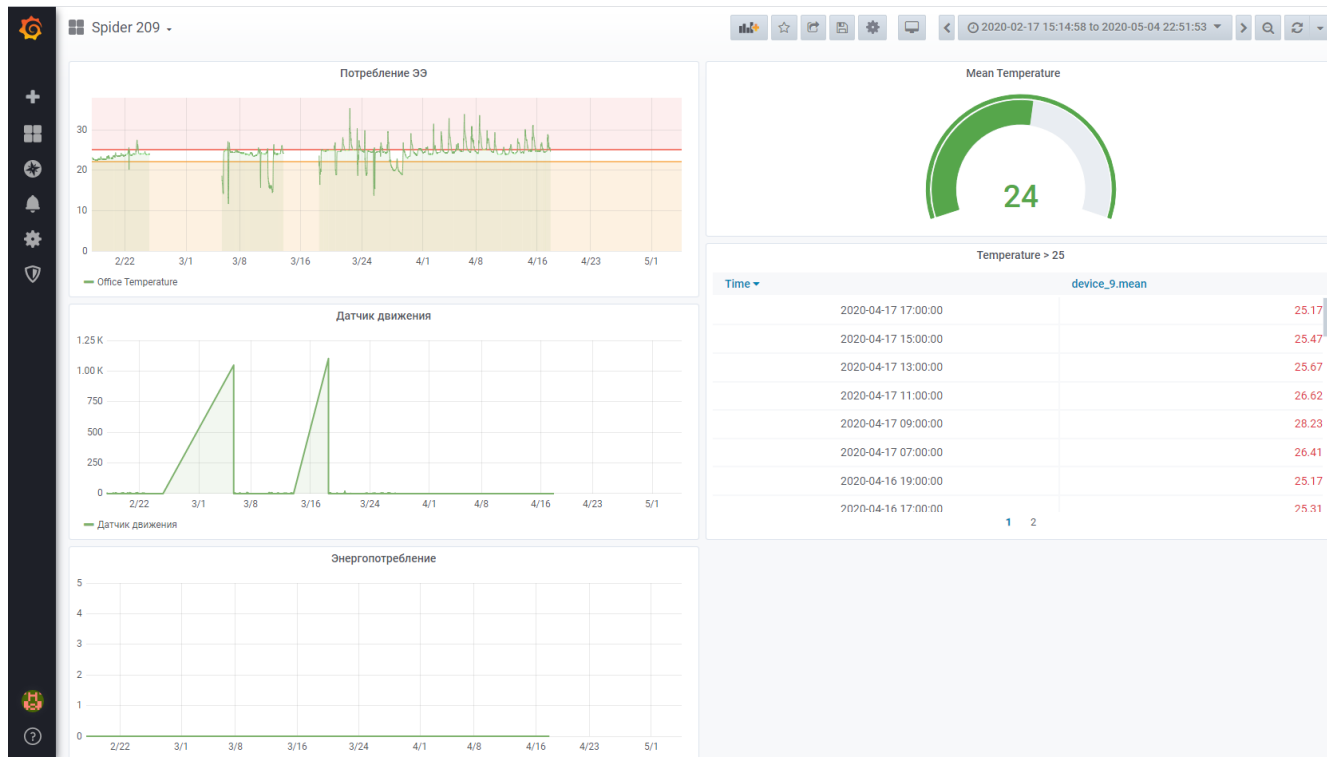 Spider 209
2020-02-17 15:14:58 to 2020-05-04 22:51:53
Потребление ЭЭ
30
20
10
0
2/22 3/1 3/8 3/16 3/24 4/1 4/8 4/16 4/23 5/1
Office Temperature
Mean Temperature
24
Temperature > 25
Time device_9.mean
2020-04-17 17:00:00 25.17
2020-04-17 15:00:00 25.47
2020-04-17 13:00:00 25.67
2020-04-17 11:00:00 26.62
2020-04-17 09:00:00 28.23
2020-04-17 07:00:00 26.41
2020-04-16 19:00:00 25.17
2020-04-16 17:00:00 25.31
1 2
Датчик движения
1.25 K
1.00 K
750
500
250
0
2/22 3/1 3/8 3/16 3/24 4/1 4/8 4/16 4/23 5/1
Датчик движения
Энергопотребление
5
4
3
2
1
0
2/22 3/1 3/8 3/16 3/24 4/1 4/8 4/16 4/23 5/1